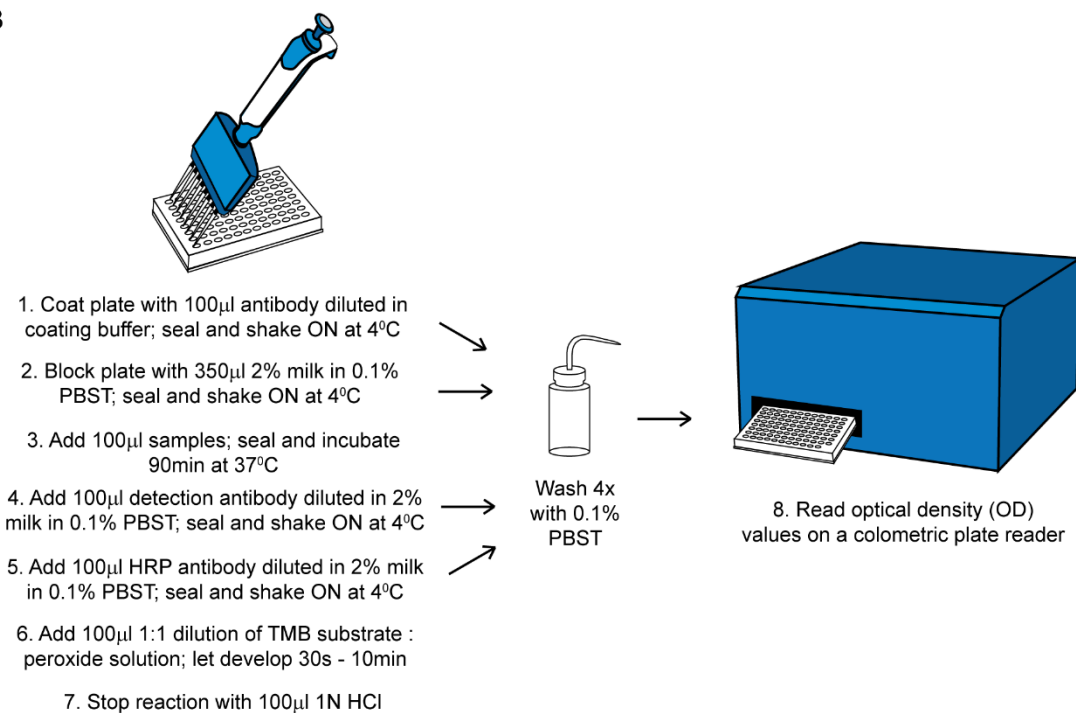 1. Coat plate with 100µl antibody diluted in
coating buffer; seal and shake ON at 4⁰C
2. Block plate with 350µl 2% milk in 0.1%
PBST; seal and shake ON at 4⁰C
3. Add 100µl samples; seal and incubate
90min at 37⁰C
4. Add 100µl detection antibody diluted in 2%
milk in 0.1% PBST; seal and shake ON at 4⁰C
5. Add 100µl HRP antibody diluted in 2% milk
in 0.1% PBST; seal and shake ON at 4⁰C
6. Add 100µl 1:1 dilution of TMB substrate :
peroxide solution; let develop 30s - 10min
7. Stop reaction with 100µl 1N HCl
Wash 4x
with 0.1%
PBST
8. Read optical density (OD)
values on a colometric plate reader